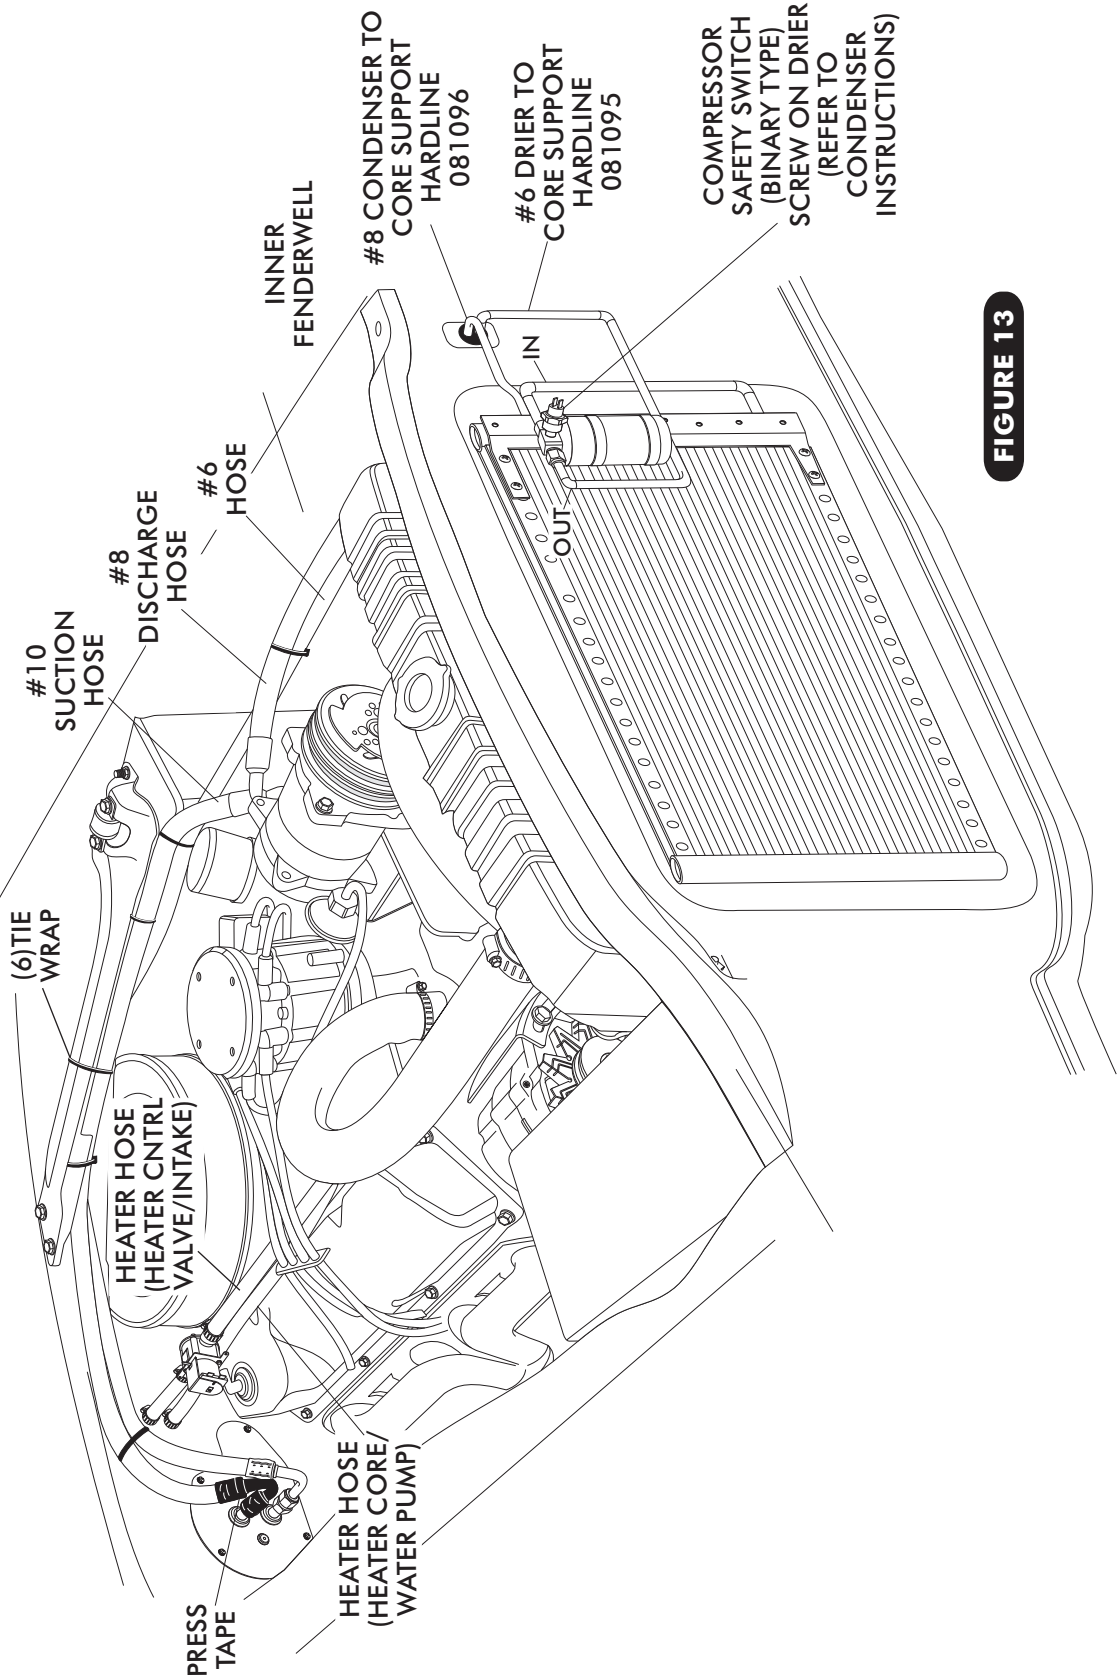 (6)TIE
WRAP
#10
SUCTION
HOSE
#8
DISCHARGE
HOSE
#6
HOSE
INNER
FENDERWELL
#8 CONDENSER TO
CORE SUPPORT
HARDLINE
081096
#6 DRIER TO
CORE SUPPORT
HARDLINE
081095
COMPRESSOR
SAFETY SWITCH
(BINARY TYPE)
SCREW ON DRIER
(REFER TO
CONDENSER
INSTRUCTIONS)
IN
OUT
HEATER HOSE
(HEATER CNTRL
VALVE/INTAKE)
PRESS
TAPE
HEATER HOSE
(HEATER CORE/
WATER PUMP)
FIGURE 13